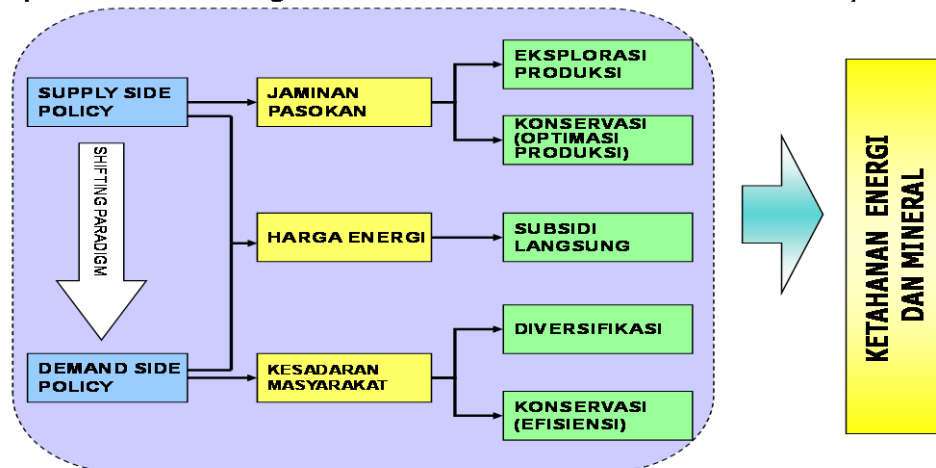 SUPPLY SIDE
POLICY
JAMINAN
PASOKAN
EKSPLORASI
PRODUKSI
KONSERVASI
(OPTIMASI
PRODUKSI)
SHIFTING PARADIGM
HARGA ENERGI
SUBSIDI
LANGSUNG
DEMAND SIDE
POLICY
KESADARAN
MASYARAKAT
DIVERSIFIKASI
KONSERVASI
(EFISIENSI)
KETAHANAN ENERGI
DAN MINERAL